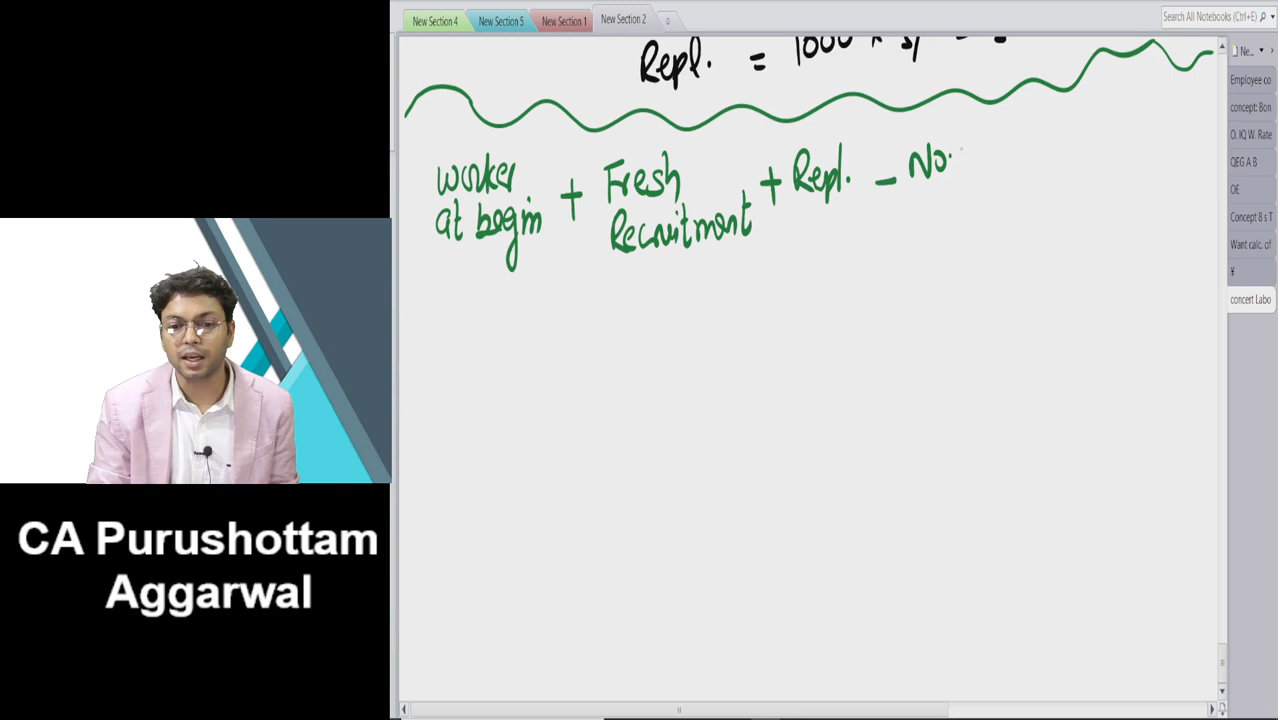 New Section 4 New Section 5 New Section 1 New Section 2
Search All Notebooks (Ctrl+E)
Ne...
Employee co
concept: Bon
O. IQ W. Rate
QEG A B
OE
Concept 8 s T
Want calc. of
¥
concert Labo
Repl. = 1000 x
worker + Fresh + Repl. - No.
at begin Recruitment
CA Purushottam
Aggarwal